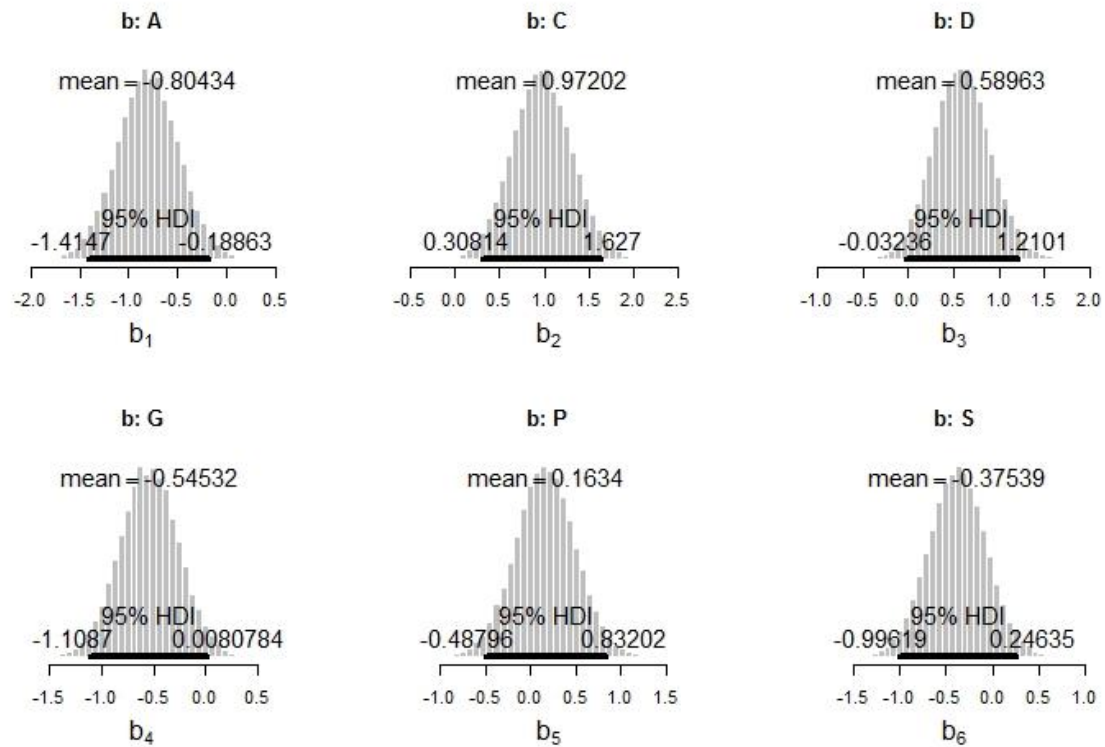 b: A
mean = -0.80434
95% HDI
-1.4147 -0.18863
-2.0 -1.5 -1.0 -0.5 0.0 0.5
b₁
b: C
mean = 0.97202
95% HDI
0.30814 1.627
-0.5 0.0 0.5 1.0 1.5 2.0 2.5
b₂
b: D
mean = 0.58963
95% HDI
-0.03236 1.2101
-1.0 -0.5 0.0 0.5 1.0 1.5 2.0
b₃
b: G
mean = -0.54532
95% HDI
-1.1087 0.0080784
-1.5 -1.0 -0.5 0.0 0.5
b₄
b: P
mean = 0.1634
95% HDI
-0.48796 0.83202
-1.0 -0.5 0.0 0.5 1.0 1.5
b₅
b: S
mean = -0.37539
95% HDI
-0.99619 0.24635
-1.5 -1.0 -0.5 0.0 0.5 1.0
b₆